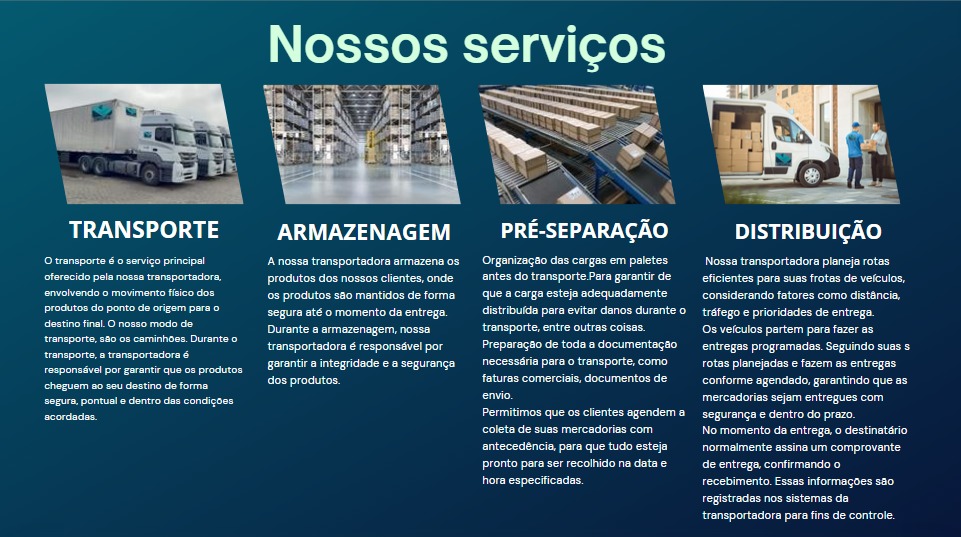 Nossos serviços
TRANSPORTE
O transporte é o serviço principal
oferecido pela nossa transportadora,
envolvendo o movimento físico dos
produtos do ponto de origem para o
destino final. O nosso modo de
transporte, são os caminhões. Durante o
transporte, a transportadora é
responsável por garantir que os produtos
cheguem ao seu destino de forma
segura, pontual e dentro das condições
acordadas.
ARMAZENAGEM
A nossa transportadora armazena os
produtos dos nossos clientes, onde
os produtos são mantidos de forma
segura até o momento da entrega.
Durante a armazenagem, nossa
transportadora é responsável por
garantir a integridade e a segurança
dos produtos.
PRÉ-SEPARAÇÃO
Organização das cargas em paletes
antes do transporte.Para garantir de
que a carga esteja adequadamente
distribuída para evitar danos durante o
transporte, entre outras coisas.
Preparação de toda a documentação
necessária para o transporte, como
faturas comerciais, documentos de
envio.
Permitimos que os clientes agendem a
coleta de suas mercadorias com
antecedência, para que tudo esteja
pronto para ser recolhido na data e
hora especificadas.
DISTRIBUIÇÃO
Nossa transportadora planeja rotas
eficientes para suas frotas de veículos,
considerando fatores como distância,
tráfego e prioridades de entrega.
Os veículos partem para fazer as
entregas programadas. Seguindo suas s
rotas planejadas e fazem as entregas
conforme agendado, garantindo que as
mercadorias sejam entregues com
segurança e dentro do prazo.
No momento da entrega, o destinatário
normalmente assina um comprovante
de entrega, confirmando o
recebimento. Essas informações são
registradas nos sistemas da
transportadora para fins de controle.